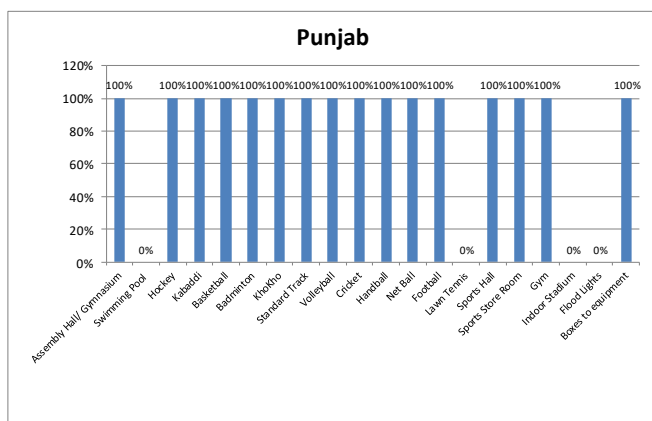 Punjab
120%
100%
80%
60%
40%
20%
0%
100%
0%
100%
100%
100%
100%
100%
100%
100%
100%
100%
100%
100%
0%
100%
100%
100%
0%
0%
100%
Assembly Hall/ Gymnasium
Swimming Pool
Hockey
Kabaddi
Basketball
Badminton
KhoKho
Standard Track
Volleyball
Cricket
Handball
Net Ball
Football
Lawn Tennis
Sports Hall
Sports Store Room
Gym
Indoor Stadium
Flood Lights
Boxes to equipment